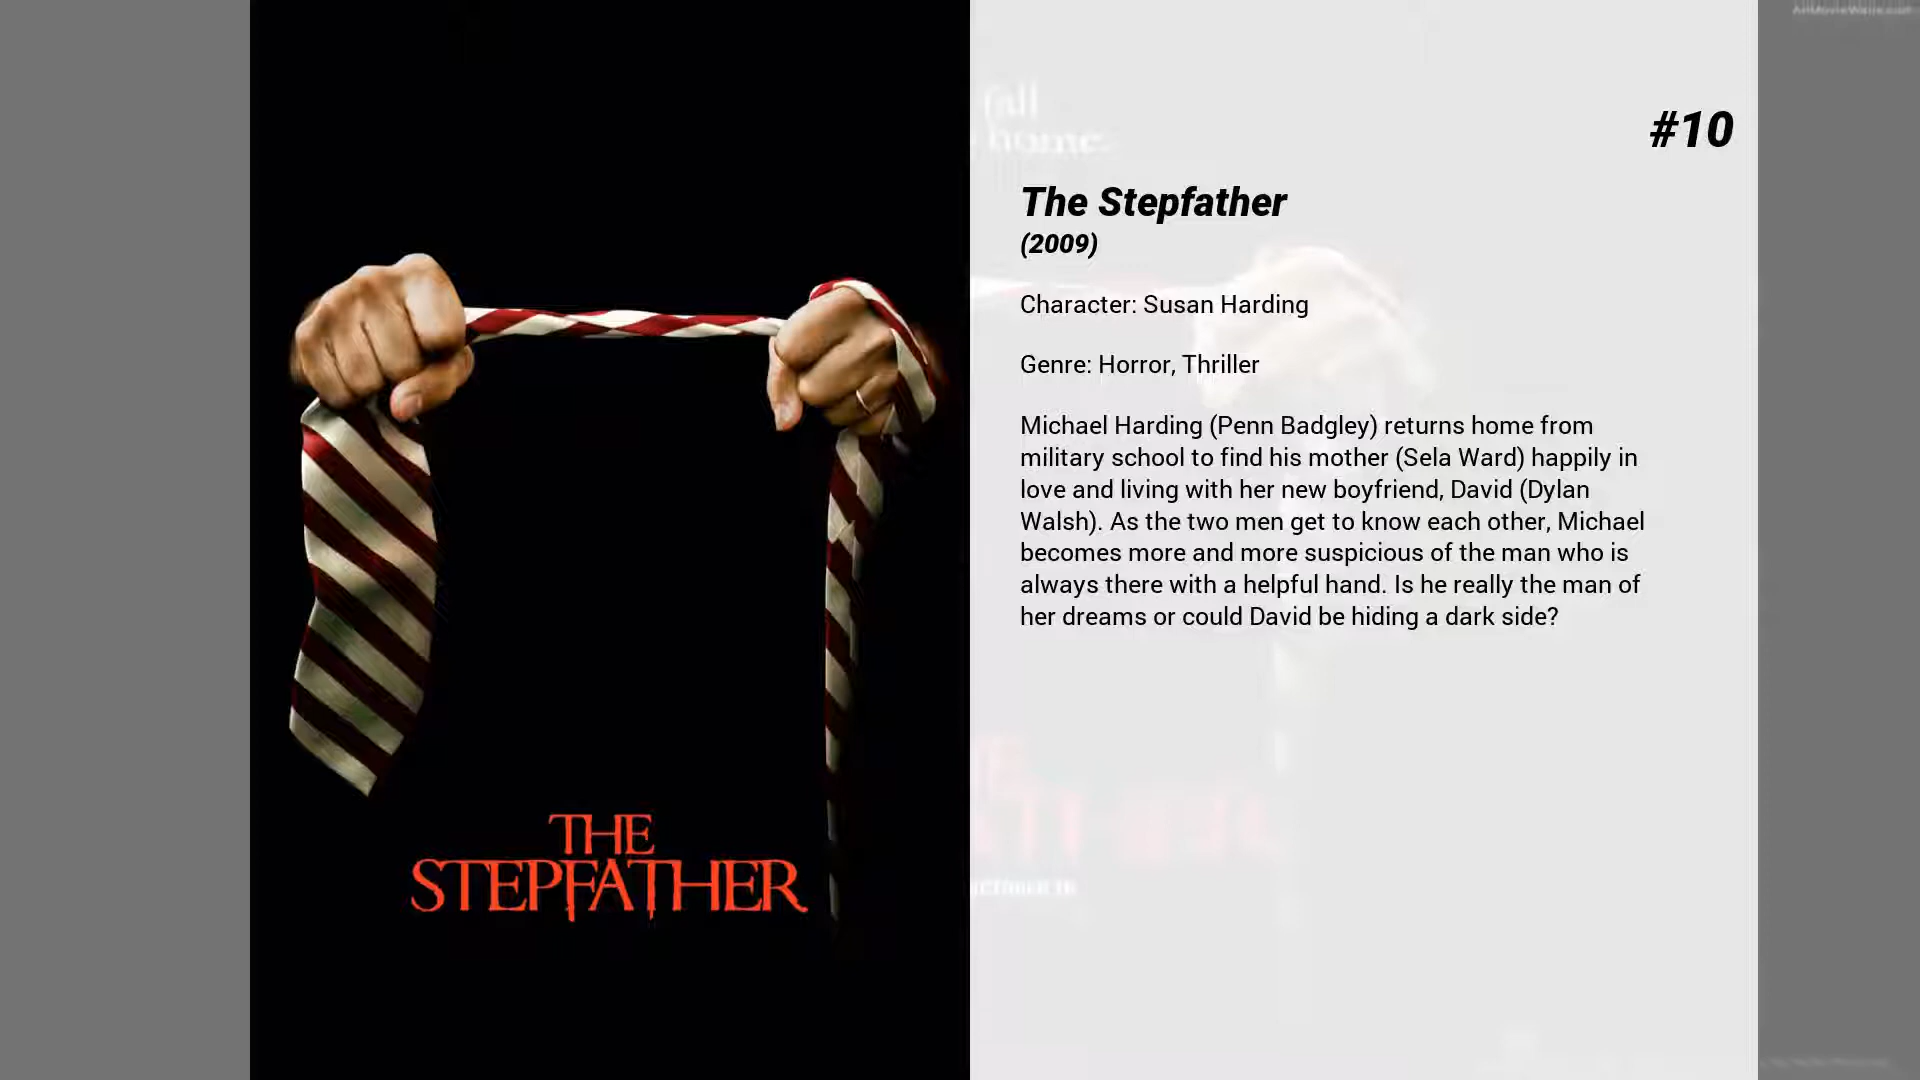 #10
The Stepfather
(2009)
Character: Susan Harding
Genre: Horror, Thriller
Michael Harding (Penn Badgley) returns home from
military school to find his mother (Sela Ward) happily in
love and living with her new boyfriend, David (Dylan
Walsh). As the two men get to know each other, Michael
becomes more and more suspicious of the man who is
always there with a helpful hand. Is he really the man of
her dreams or could David be hiding a dark side?
THE
STEPFATHER
fall
home.